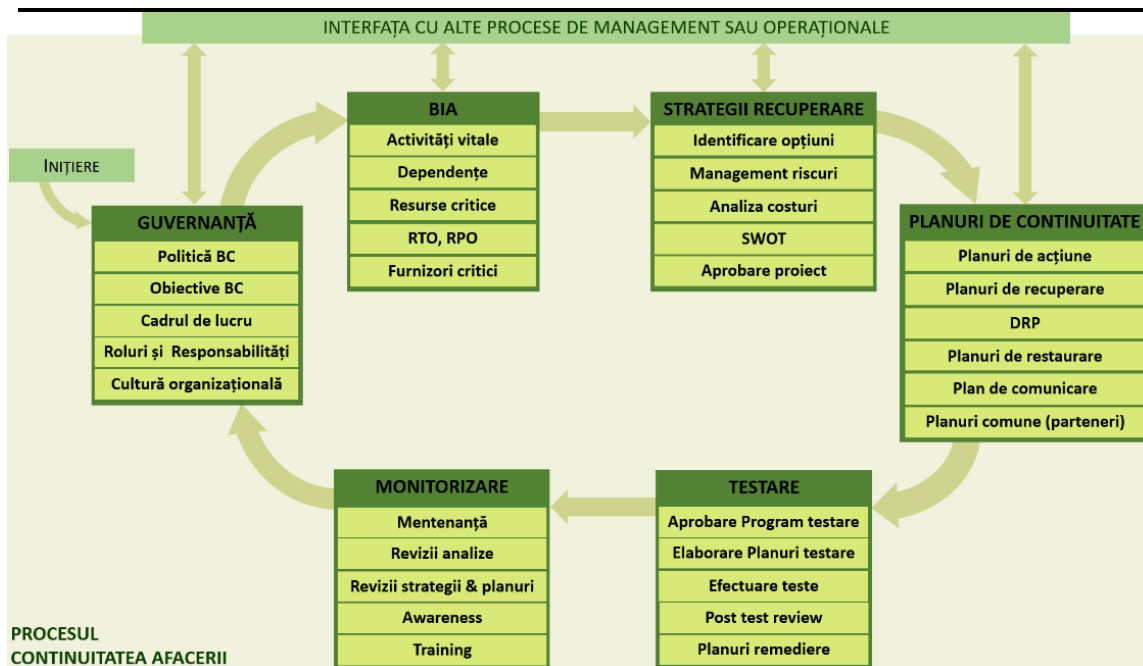 INTERFAȚA CU ALTE PROCESE DE MANAGEMENT SAU OPERAȚIONALE
INIȚIERE
GUVERNANȚĂ
Politică BC
Obiective BC
Cadrul de lucru
Roluri și Responsabilități
Cultură organizațională
BIA
Activități vitale
Dependențe
Resurse critice
RTO, RPO
Furnizori critici
STRATEGII RECUPERARE
Identificare opțiuni
Management riscuri
Analiza costuri
SWOT
Aprobare proiect
PLANURI DE CONTINUITATE
Planuri de acțiune
Planuri de recuperare
DRP
Planuri de restaurare
Plan de comunicare
Planuri comune (parteneri)
TESTARE
Aprobare Program testare
Elaborare Planuri testare
Efectuare teste
Post test review
Planuri remediere
MONITORIZARE
Mentenanță
Revizii analize
Revizii strategii & planuri
Awareness
Training
PROCESUL
CONTINUITATEA AFACERII